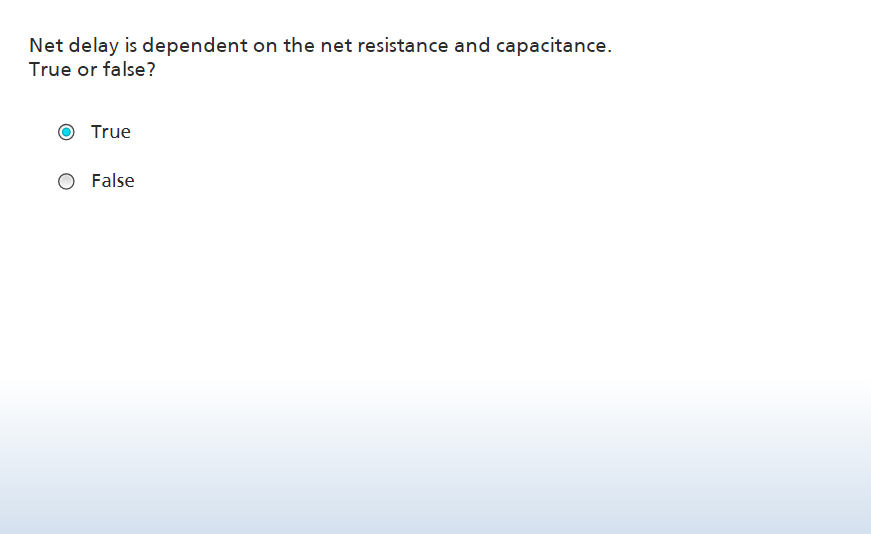 Net delay is dependent on the net resistance and capacitance.
True or false?
True
False